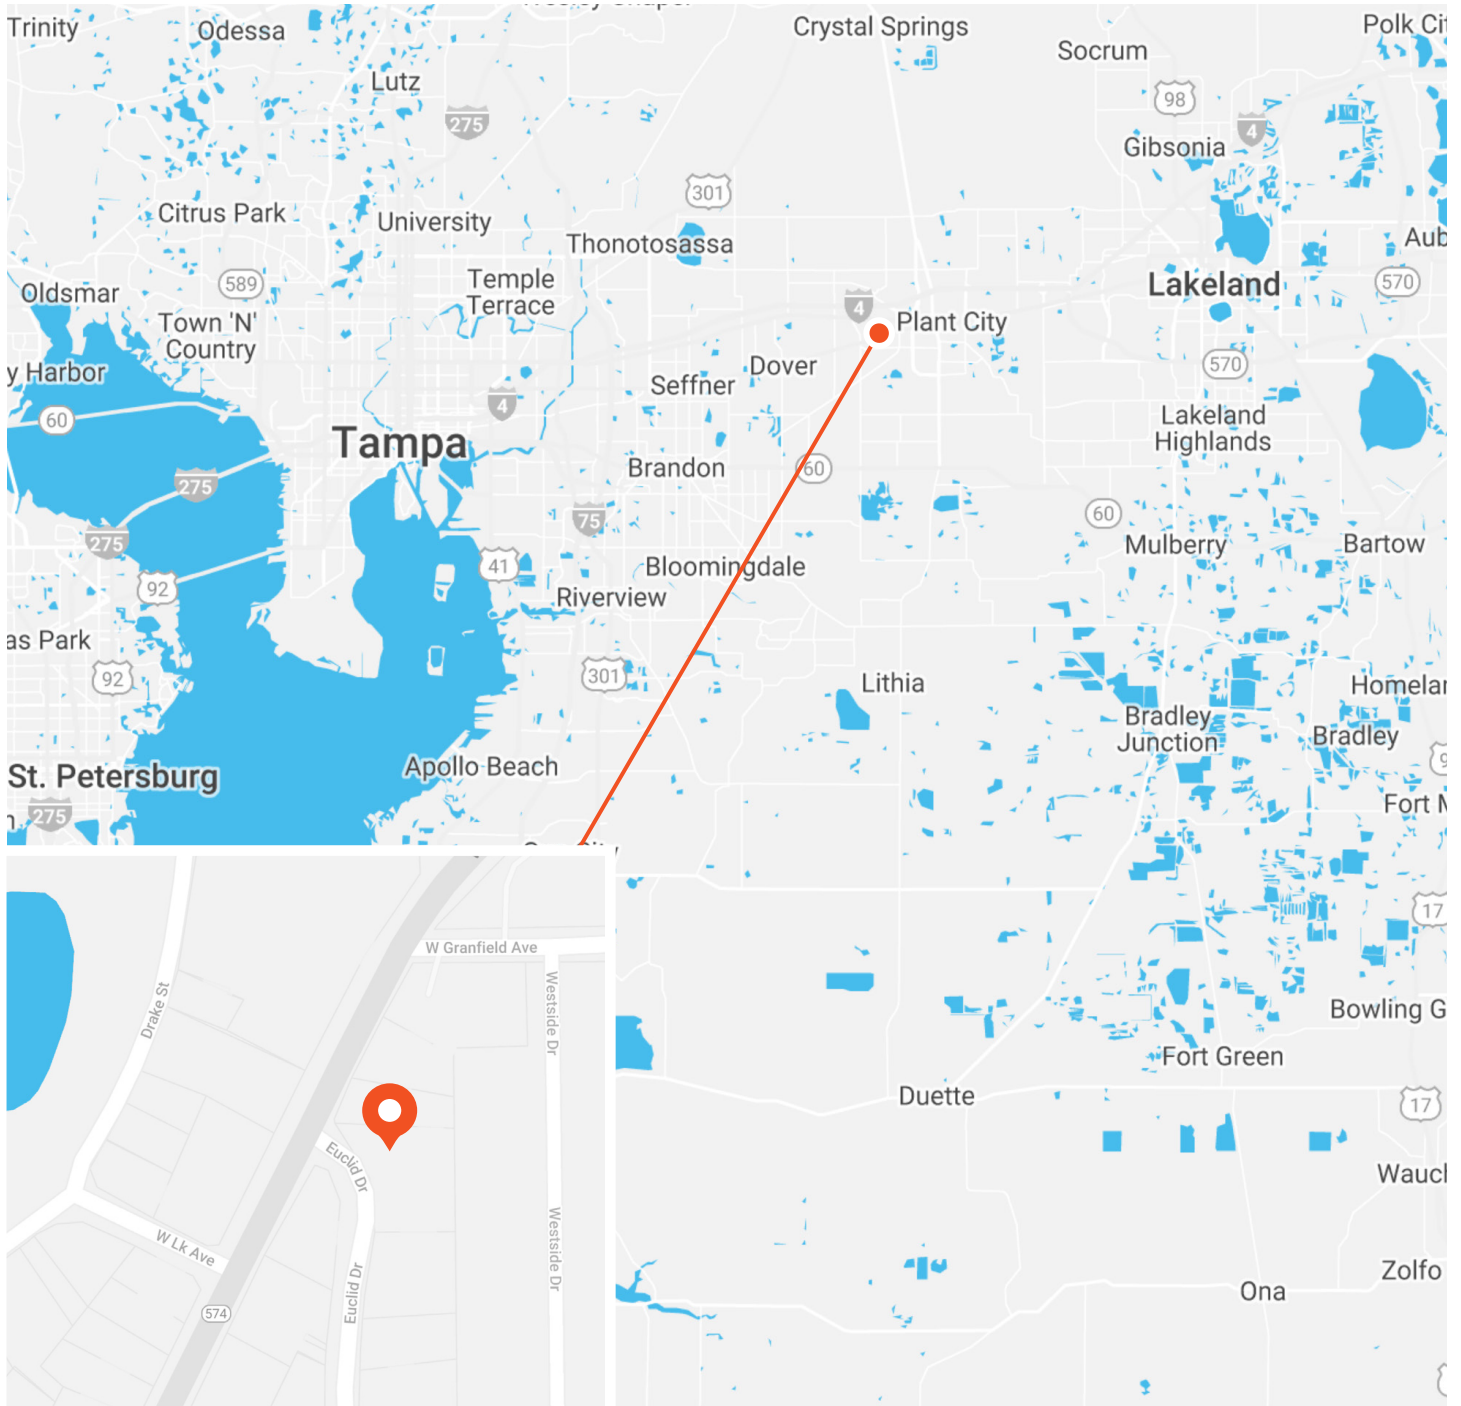 Trinity
Odessa
Crystal Springs
Socrum
Polk Cit
Lutz
275
98
4
Gibsonia
301
Citrus Park
University
Thonotosassa
Aub
589
Temple
Terrace
Lakeland
570
Oldsmar
Town 'N'
Country
4
Plant City
y Harbor
Dover
Seffner
570
60
4
Lakeland
Highlands
Tampa
Brandon
60
275
75
60
275
Mulberry
Bartow
41
Bloomingdale
92
Riverview
as Park
92
301
Lithia
Homelan
Bradley
Junction
Bradley
St. Petersburg
Apollo Beach
9
275
n
Fort M
17
W Granfield Ave
Drake St
Westside Dr
Bowling G
Fort Green
Duette
17
Euclid Dr
Wauch
W Lk Ave
Westside Dr
Euclid Dr
Zolfo
Ona
574